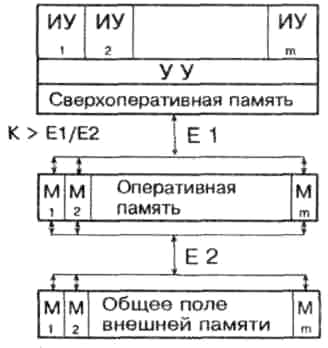 ИУ ИУ ИУ
1 2 m
У У
Сверхоперативная память
K > E1/E2
E 1
М М Оперативная М
1 2 память m
E 2
М М Общее поле М
1 2 внешней памяти m